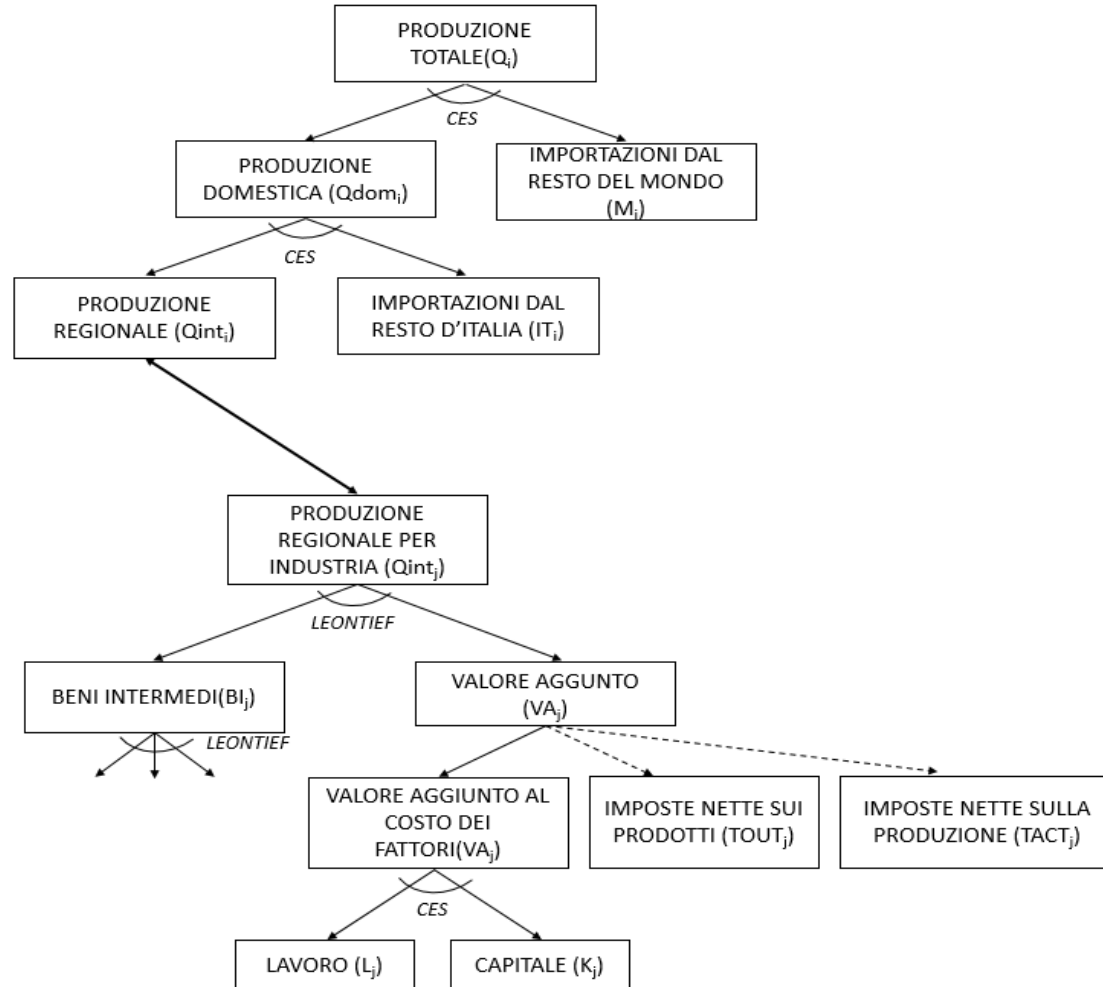 PRODUZIONE
TOTALE(Qi)
CES
PRODUZIONE
DOMESTICA (Qdomi)
IMPORTAZIONI DAL
RESTO DEL MONDO
(Mi)
CES
PRODUZIONE
REGIONALE (Qinti)
IMPORTAZIONI DAL
RESTO D’ITALIA (ITi)
PRODUZIONE
REGIONALE PER
INDUSTRIA (Qintj)
LEONTIEF
BENI INTERMEDI(BIj)
VALORE AGGUNTO
(VAj)
LEONTIEF
VALORE AGGIUNTO AL
COSTO DEI
FATTORI(VAj)
IMPOSTE NETTE SUI
PRODOTTI (TOUTj)
IMPOSTE NETTE SULLA
PRODUZIONE (TACTj)
CES
LAVORO (Lj)
CAPITALE (Kj)